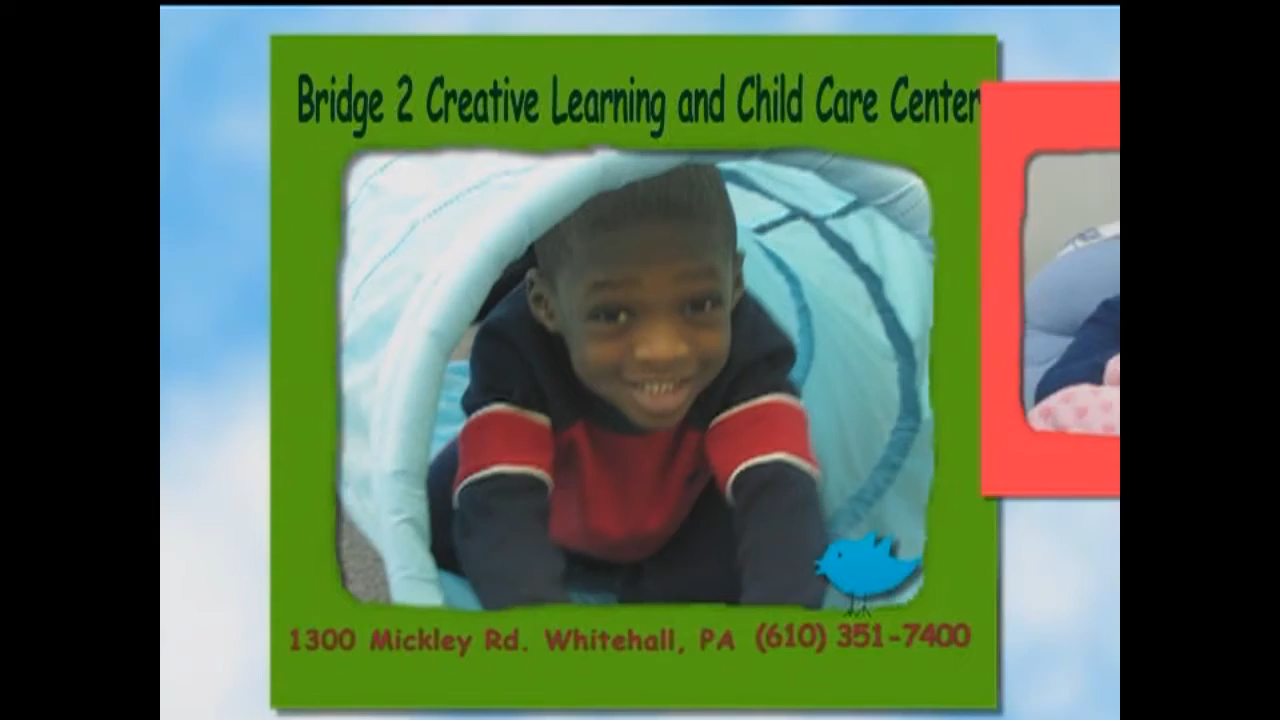 Bridge 2 Creative Learning and Child Care Center
1300 Mickley Rd. Whitehall, PA (610) 351-7400